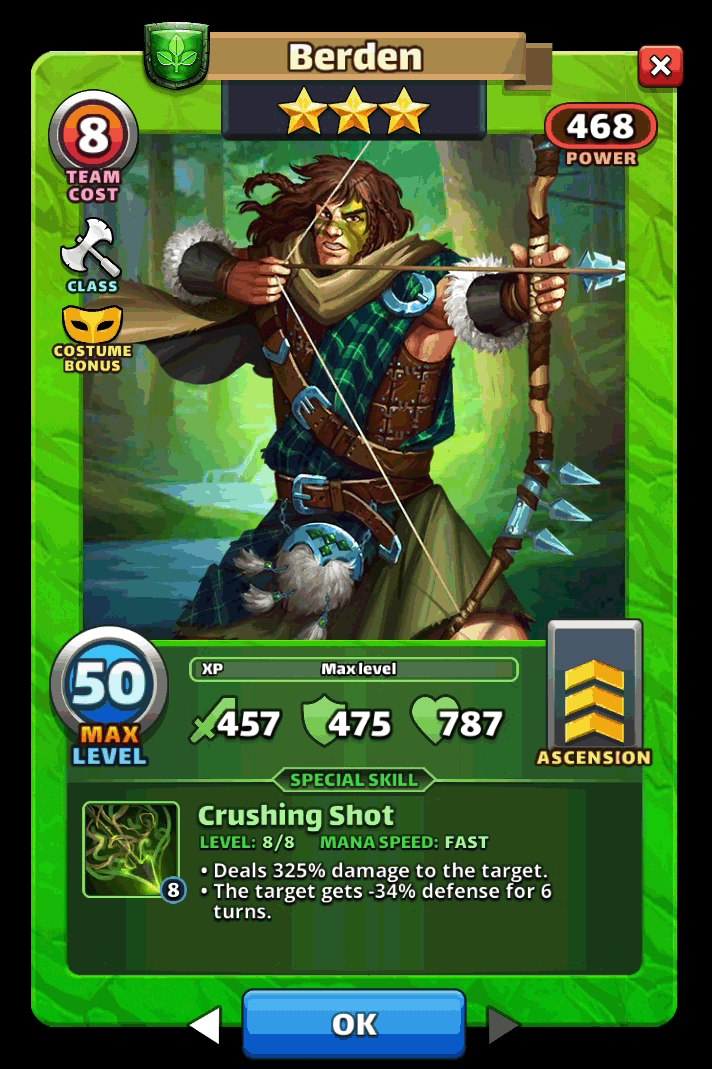 Berden
8
TEAM
COST
468
POWER
CLASS
COSTUME
BONUS
50
MAX
LEVEL
XP
Max level
457
475
787
ASCENSION
SPECIAL SKILL
Crushing Shot
LEVEL: 8/8 MANA SPEED: FAST
8
• Deals 325% damage to the target.
• The target gets -34% defense for 6
turns.
OK